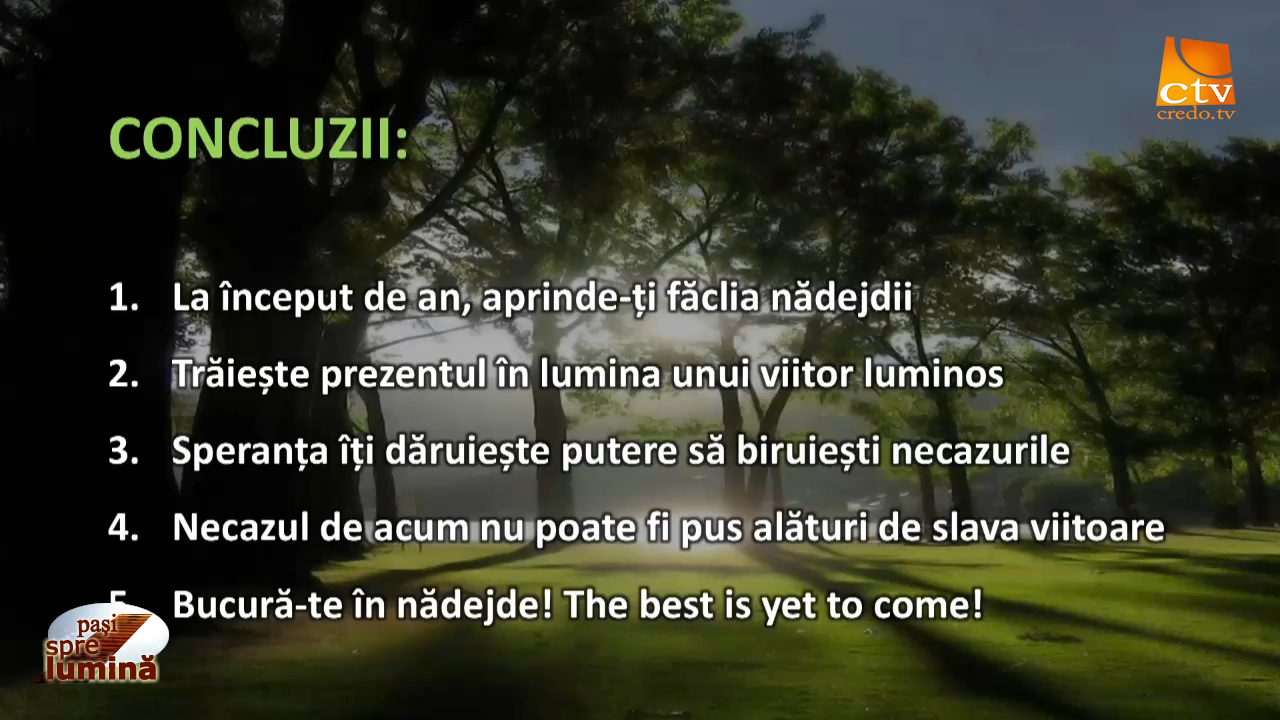 ctv
credo.tv
CONCLUZII:
1. La început de an, aprinde-ți făclia nădejdii
2. Trăiește prezentul în lumina unui viitor luminos
3. Speranța îți dăruiește putere să biruiești necazurile
4. Necazul de acum nu poate fi pus alături de slava viitoare
5. Bucură-te în nădejde! The best is yet to come!
pași
spre
lumină